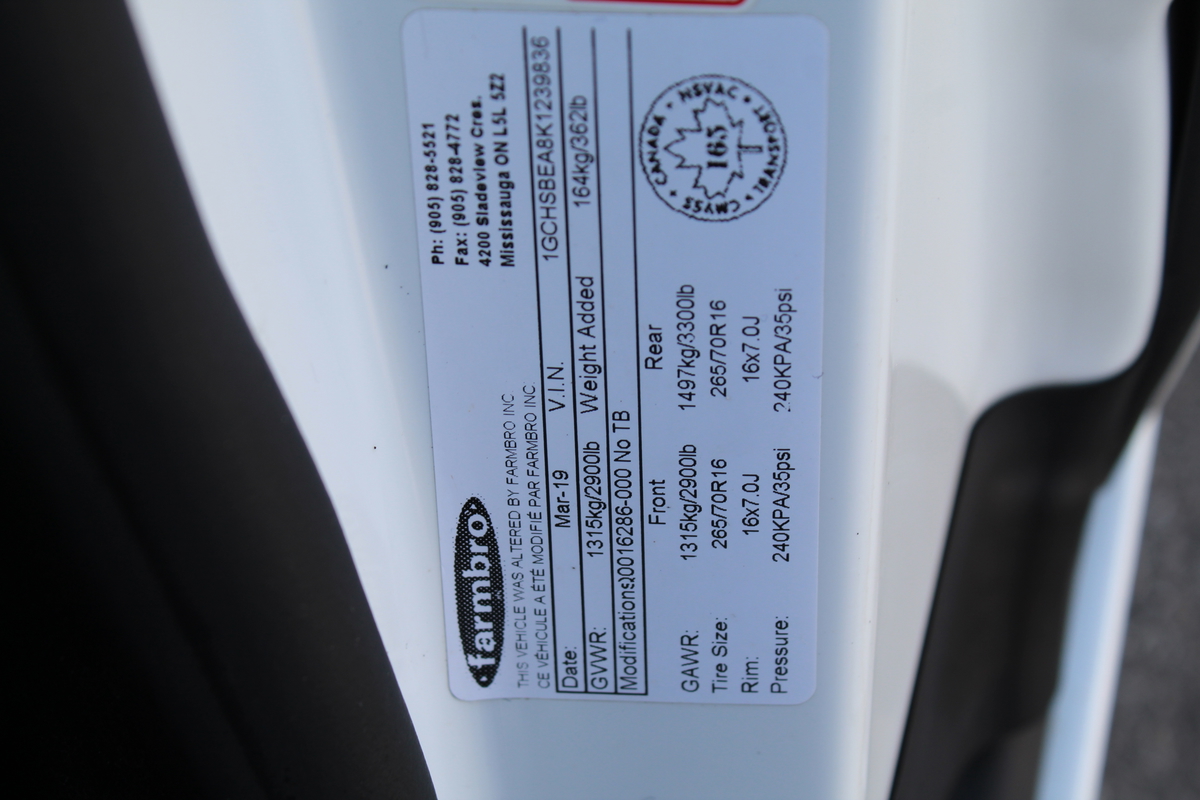 farmbro
Ph: (905) 828-5521
Fax: (905) 828-4772
4200 Sladeview Cres.
Mississauga ON L5L 5Z2
THIS VEHICLE WAS ALTERED BY FARMBRO INC.
CE VÉHICULE A ÉTÉ MODIFIÉ PAR FARMBRO INC.
Date: Mar-19 V.I.N. 1GCHSBEA8K1239836
GVWR: 1315kg/2900lb Weight Added 164kg/362lb
Modifications: 0016286-000 No TB
Front Rear
GAWR: 1315kg/2900lb 1497kg/3300lb
Tire Size: 265/70R16 265/70R16
Rim: 16x7.0J 16x7.0J
Pressure: 240KPA/35psi 240KPA/35psi
CMVSS • CANADA • NSVAC • TRANSPORT
165
T